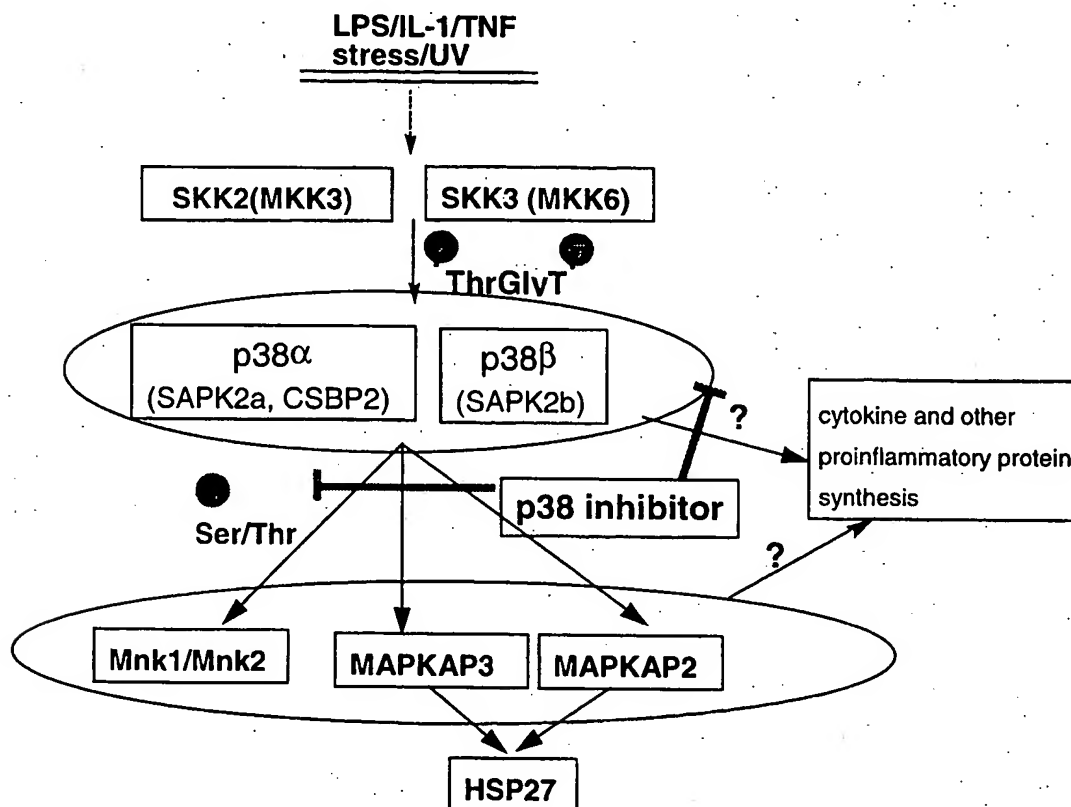 LPS/IL-1/TNF
stress/UV
SKK2(MKK3)
SKK3 (MKK6)
ThrGlvT
p38α
(SAPK2a, CSBP2)
p38β
(SAPK2b)
?
cytokine and other
proinflammatory protein
synthesis
p38 inhibitor
Ser/Thr
?
Mnk1/Mnk2
MAPKAP3
MAPKAP2
HSP27